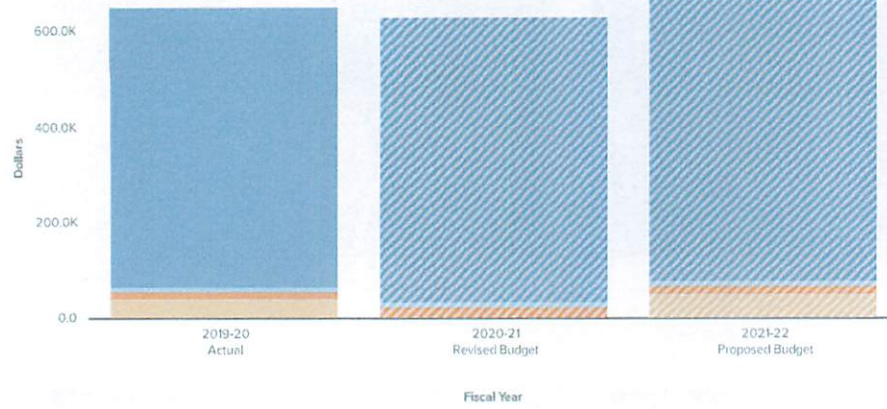 600.0K
400.0K
Dollars
200.0K
0.0
2019-20
Actual
2020-21
Revised Budget
2021-22
Proposed Budget
Fiscal Year